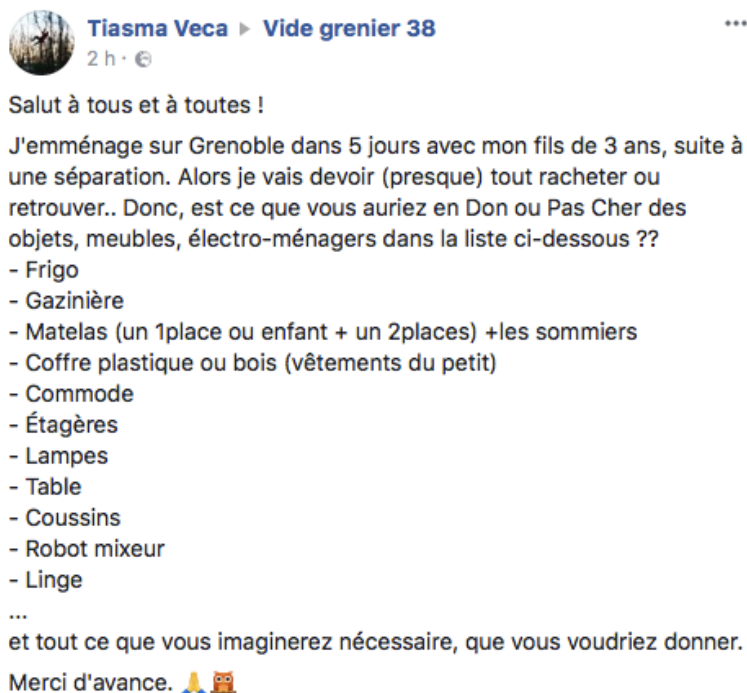 Tiasma Veca ▸ Vide grenier 38
2 h ·
Salut à tous et à toutes !
J'emménage sur Grenoble dans 5 jours avec mon fils de 3 ans, suite à
une séparation. Alors je vais devoir (presque) tout racheter ou
retrouver.. Donc, est ce que vous auriez en Don ou Pas Cher des
objets, meubles, électro-ménagers dans la liste ci-dessous ??
- Frigo
- Gazinière
- Matelas (un 1place ou enfant + un 2places) +les sommiers
- Coffre plastique ou bois (vêtements du petit)
- Commode
- Étagères
- Lampes
- Table
- Coussins
- Robot mixeur
- Linge
...
et tout ce que vous imaginerez nécessaire, que vous voudriez donner.
Merci d'avance. 🙏🦉